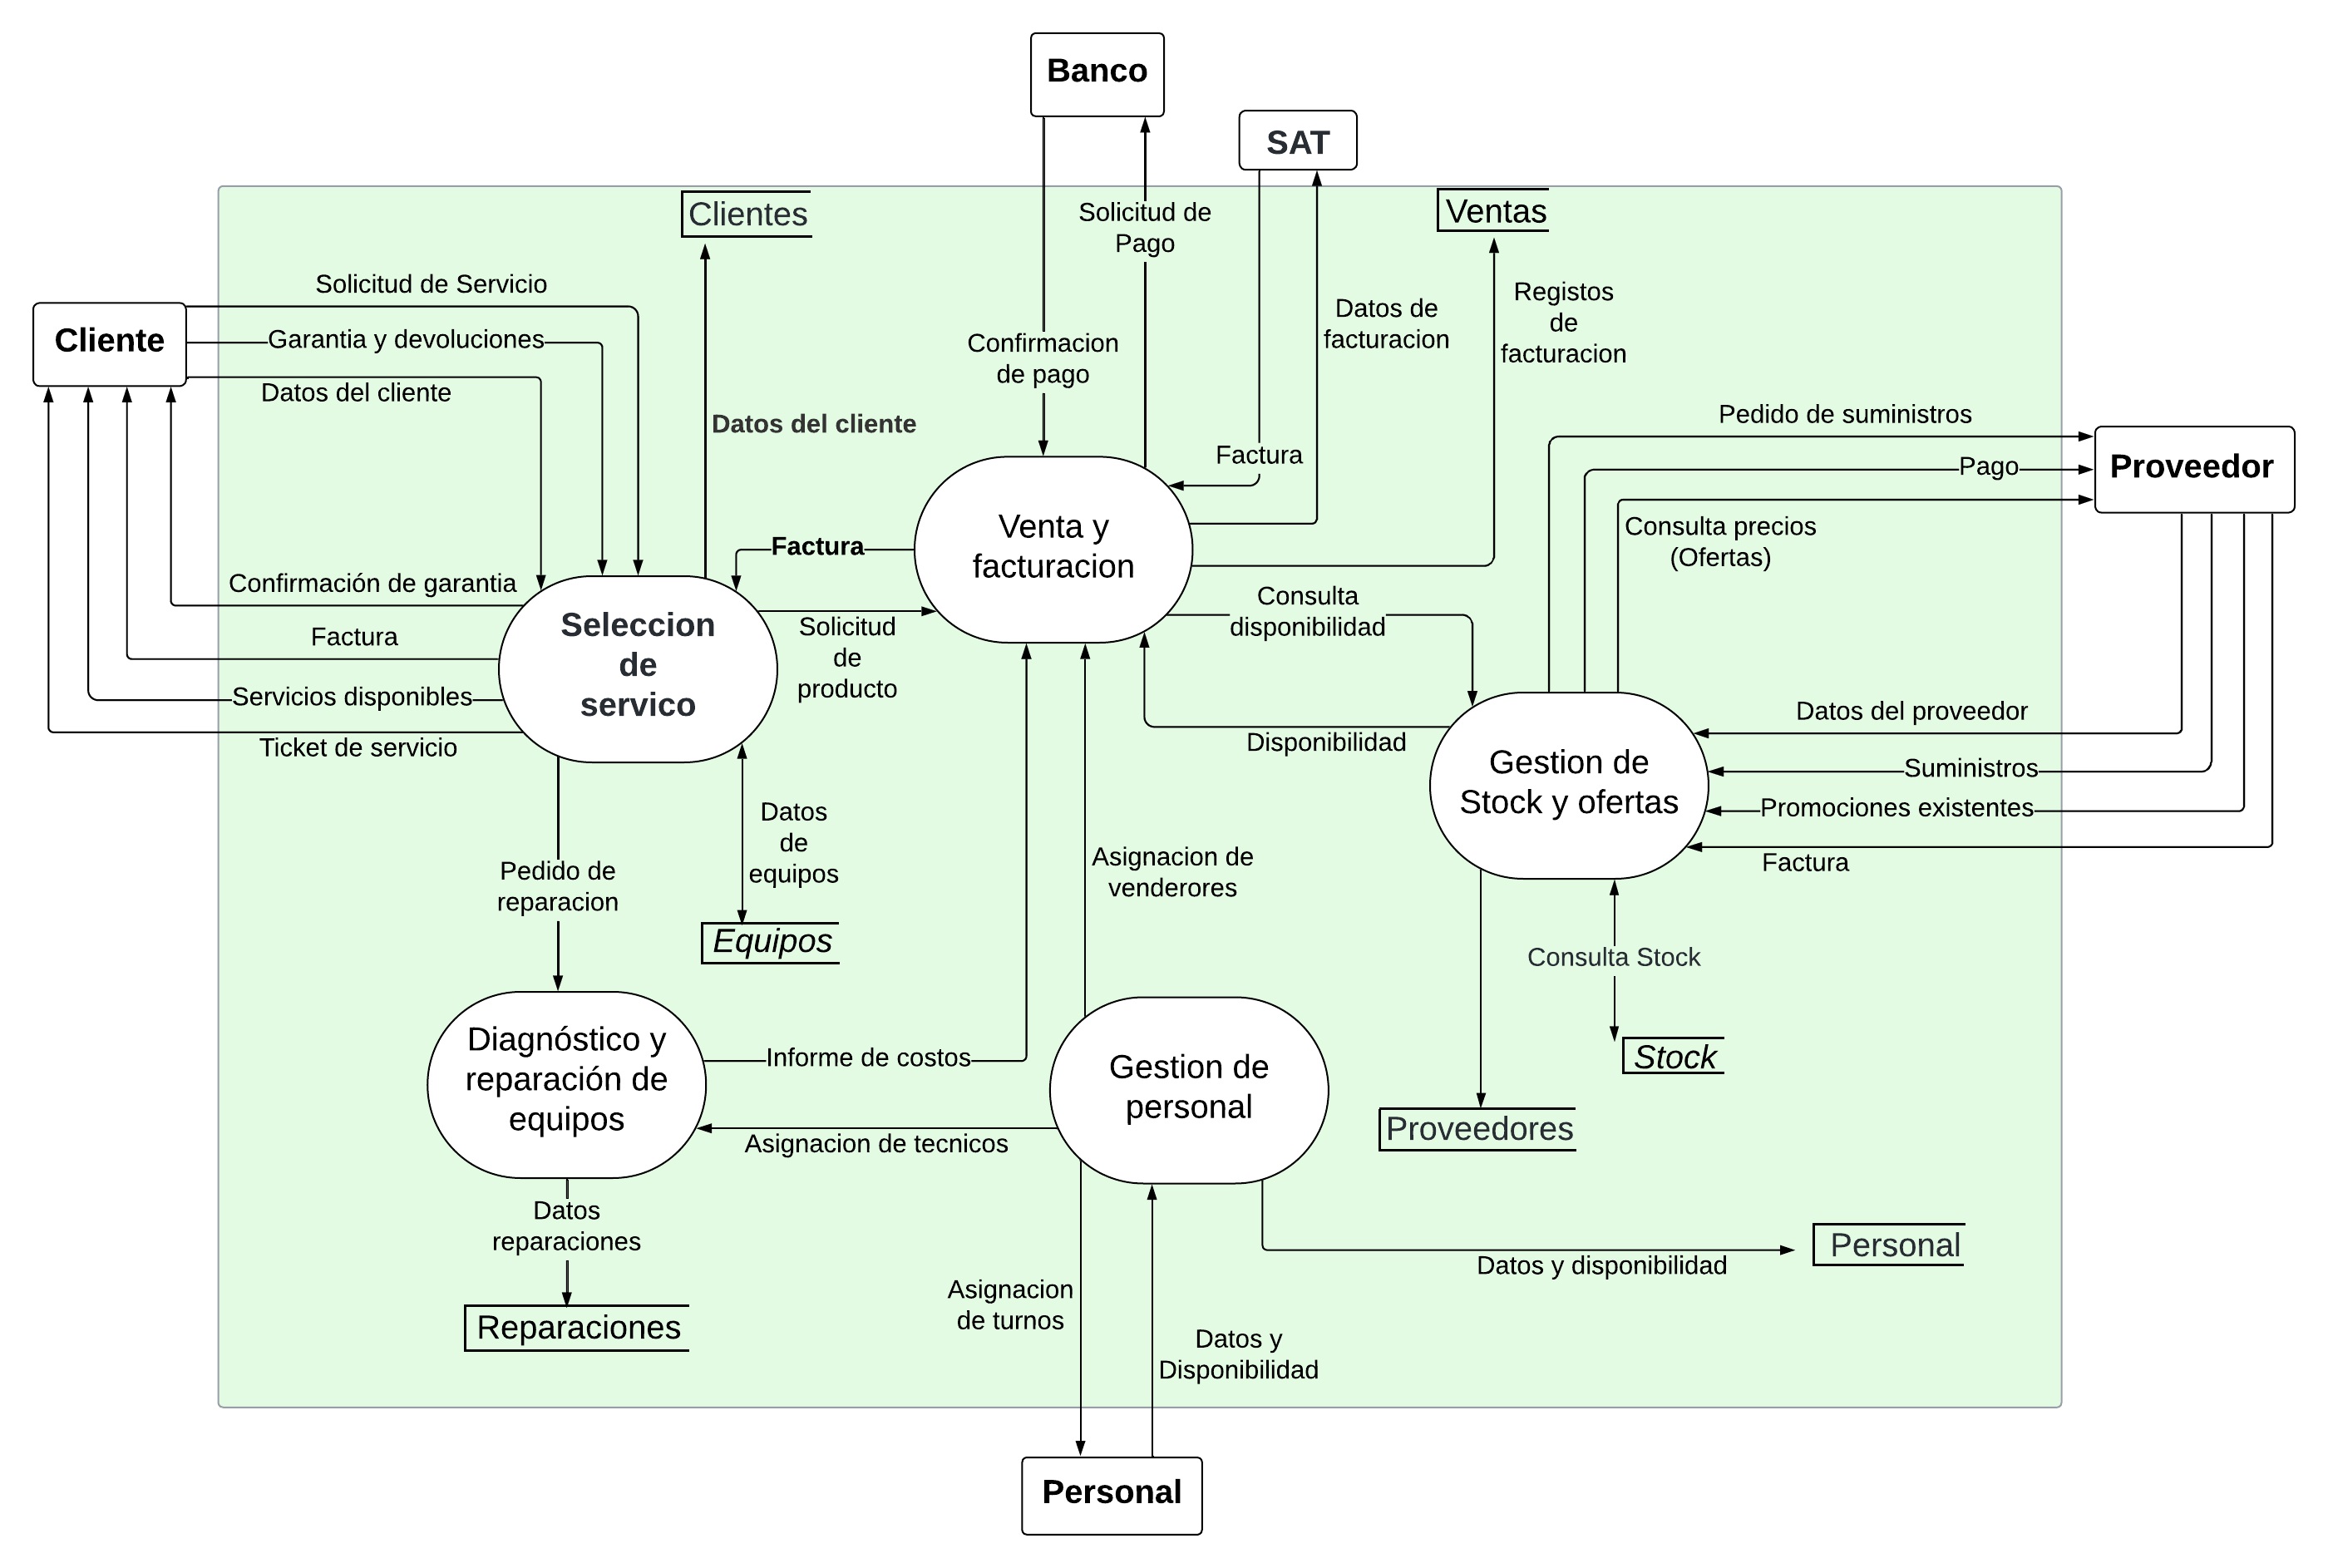 Banco
SAT
Clientes
Solicitud de
Pago
Ventas
Solicitud de Servicio
Registos
de
facturacion
Datos de
facturacion
Cliente
Garantia y devoluciones
Confirmacion
de pago
Datos del cliente
Datos del cliente
Pedido de suministros
Factura
Pago
Proveedor
Consulta precios
(Ofertas)
Venta y
facturacion
Factura
Confirmación de garantia
Consulta
disponibilidad
Seleccion
de
servico
Solicitud
de
producto
Factura
Servicios disponibles
Ticket de servicio
Datos del proveedor
Disponibilidad
Gestion de
Stock y ofertas
Suministros
Promociones existentes
Factura
Datos
de
equipos
Pedido de
reparacion
Asignacion de
venderores
Equipos
Consulta Stock
Diagnóstico y
reparación de
equipos
Informe de costos
Gestion de
personal
Stock
Proveedores
Asignacion de tecnicos
Datos
reparaciones
Personal
Datos y disponibilidad
Asignacion
de turnos
Reparaciones
Datos y
Disponibilidad
Personal